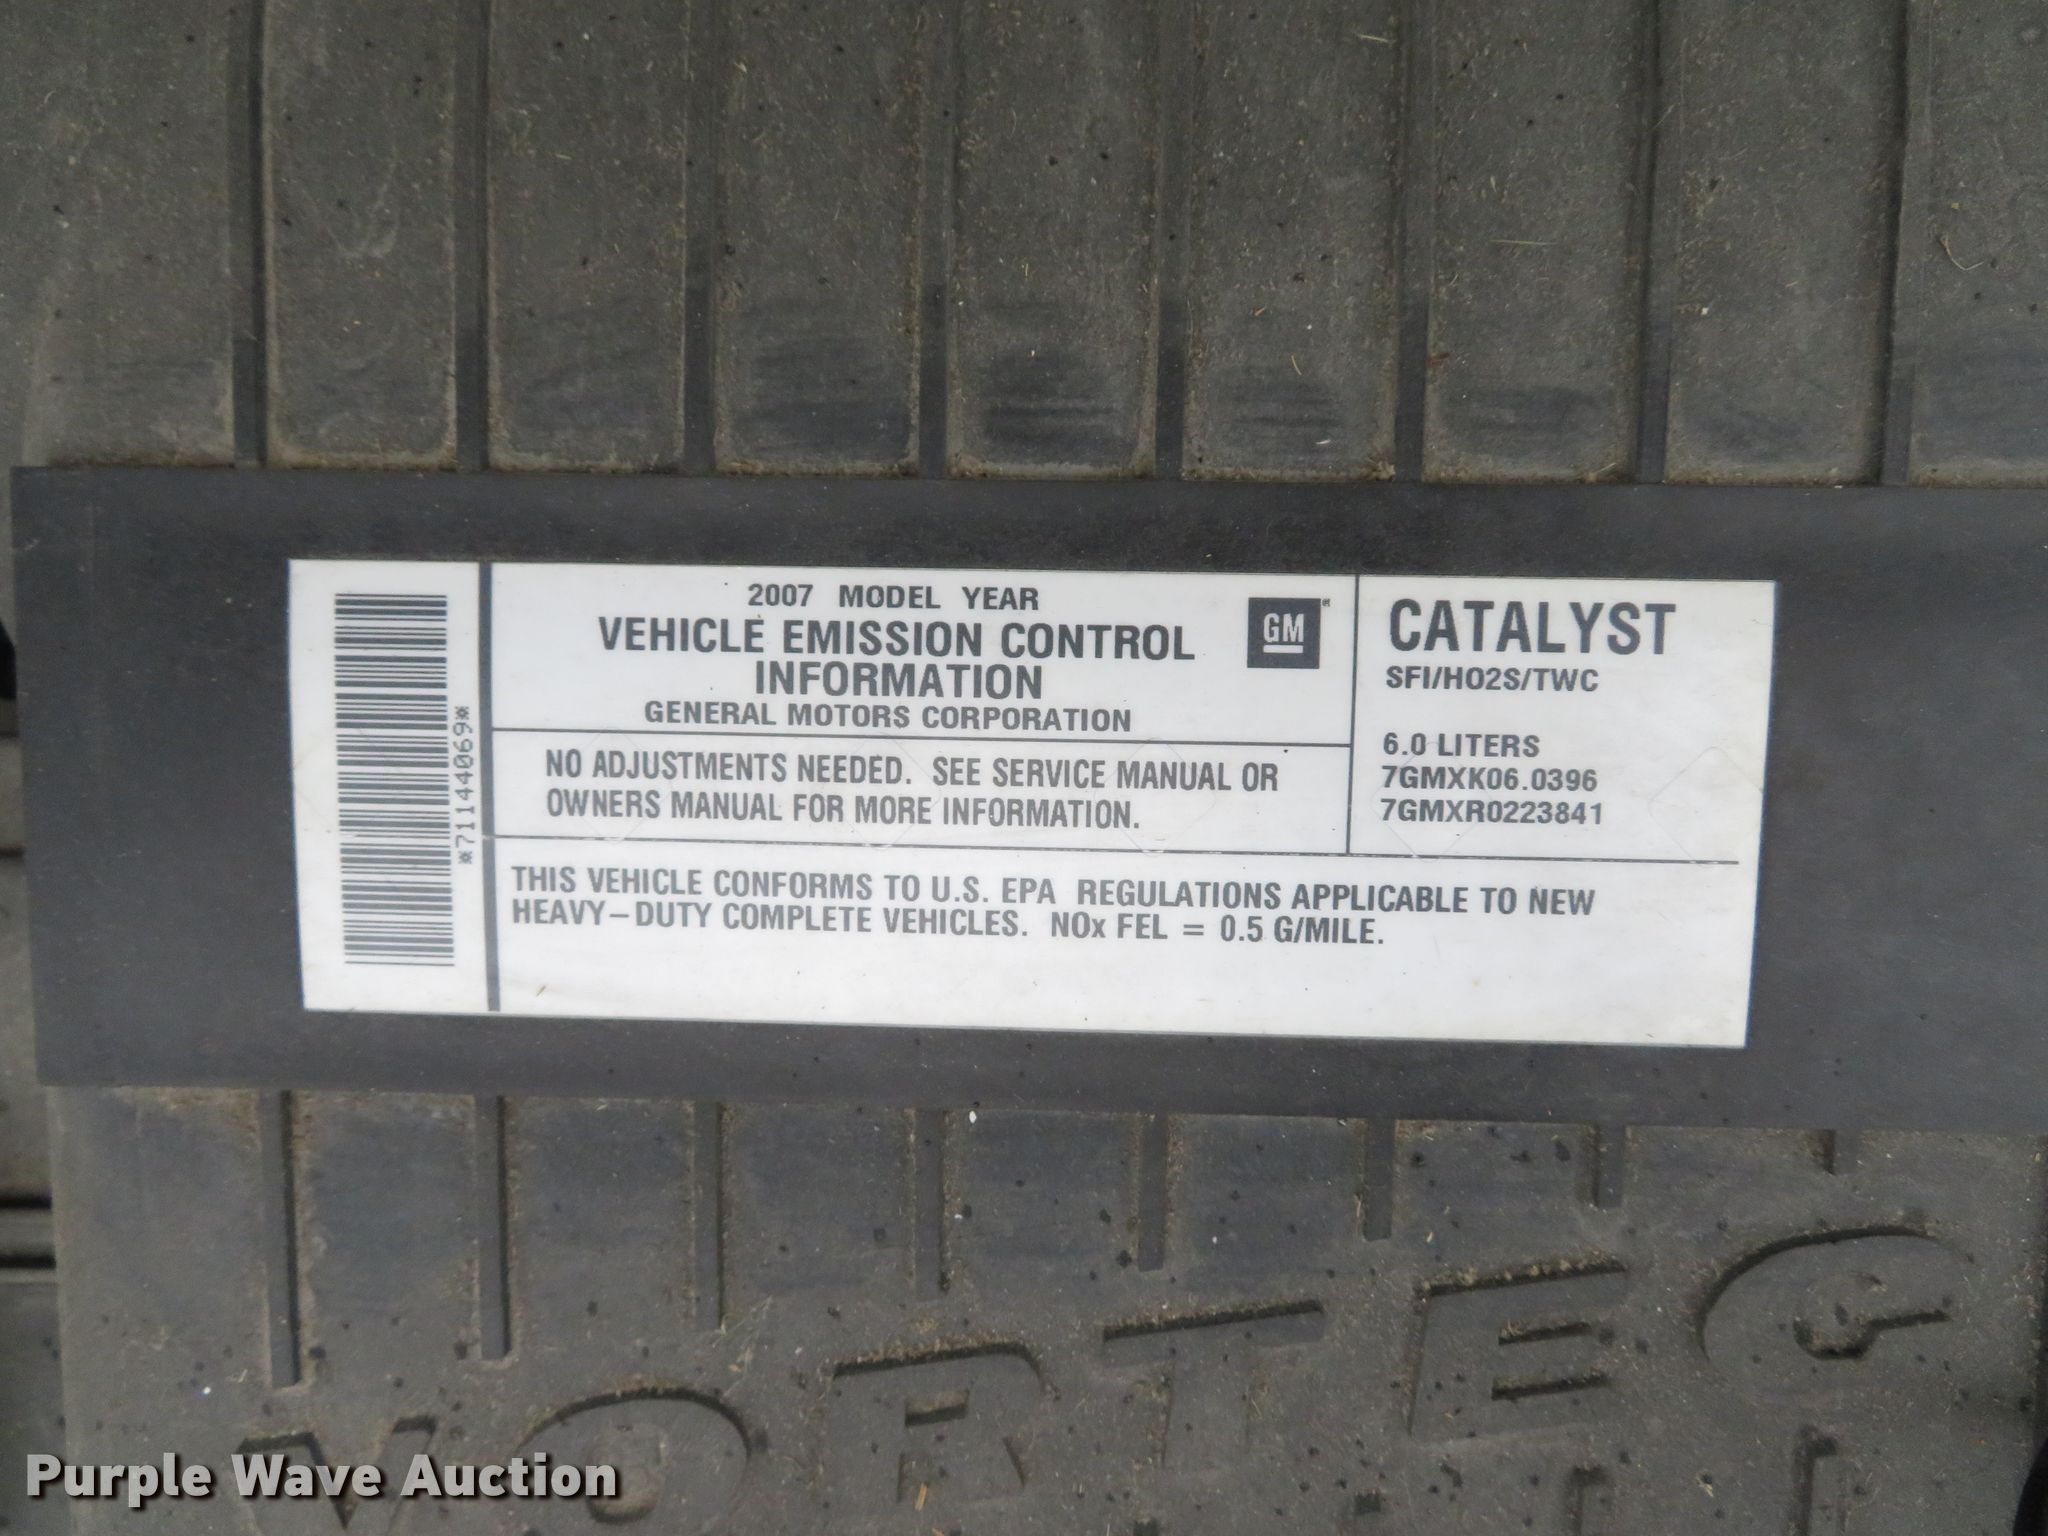 2007 MODEL YEAR
VEHICLE EMISSION CONTROL
INFORMATION
GENERAL MOTORS CORPORATION
GM
CATALYST
SFI/HO2S/TWC
6.0 LITERS
7GMXK06.0396
7GMXR0223841
*71144069*
NO ADJUSTMENTS NEEDED. SEE SERVICE MANUAL OR
OWNERS MANUAL FOR MORE INFORMATION.
THIS VEHICLE CONFORMS TO U.S. EPA REGULATIONS APPLICABLE TO NEW
HEAVY-DUTY COMPLETE VEHICLES. NOx FEL = 0.5 G/MILE.
VORTEC
Purple Wave Auction